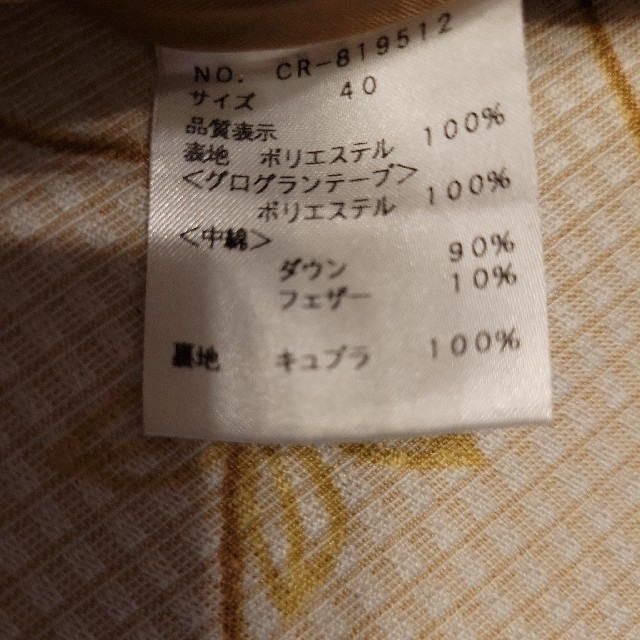 NO. CR-819512
サイズ 40
品質表示
表地 ポリエステル 100%
<グログランテープ>
ポリエステル 100%
<中綿>
ダウン 90%
フェザー 10%
裏地 キュプラ 100%